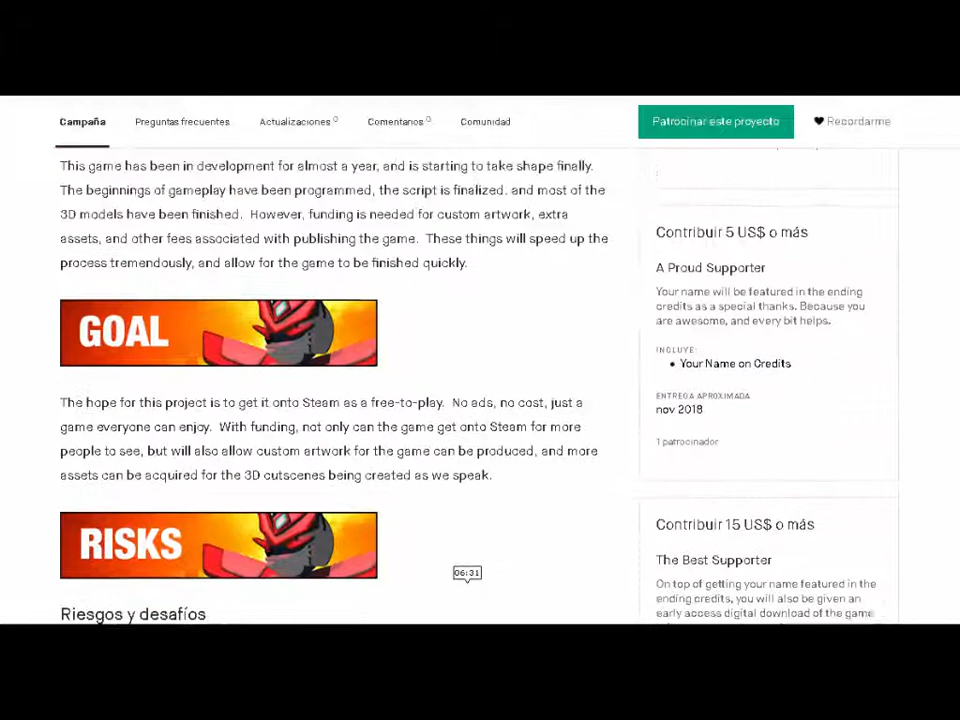 Campaña Preguntas frecuentes Actualizaciones 0 Comentarios 0 Comunidad Patrocinar este proyecto Recordarme
This game has been in development for almost a year, and is starting to take shape finally.
The beginnings of gameplay have been programmed, the script is finalized. and most of the
3D models have been finished. However, funding is needed for custom artwork, extra
assets, and other fees associated with publishing the game. These things will speed up the
process tremendously, and allow for the game to be finished quickly.
GOAL
The hope for this project is to get it onto Steam as a free-to-play. No ads, no cost, just a
game everyone can enjoy. With funding, not only can the game get onto Steam for more
people to see, but will also allow custom artwork for the game can be produced, and more
assets can be acquired for the 3D cutscenes being created as we speak.
RISKS
06:31
Riesgos y desafíos
Contribuir 5 US$ o más
A Proud Supporter
Your name will be featured in the ending
credits as a special thanks. Because you
are awesome, and every bit helps.
INCLUYE:
• Your Name on Credits
ENTREGA APROXIMADA
nov 2018
1 patrocinador
Contribuir 15 US$ o más
The Best Supporter
On top of getting your name featured in the
ending credits, you will also be given an
early access digital download of the game